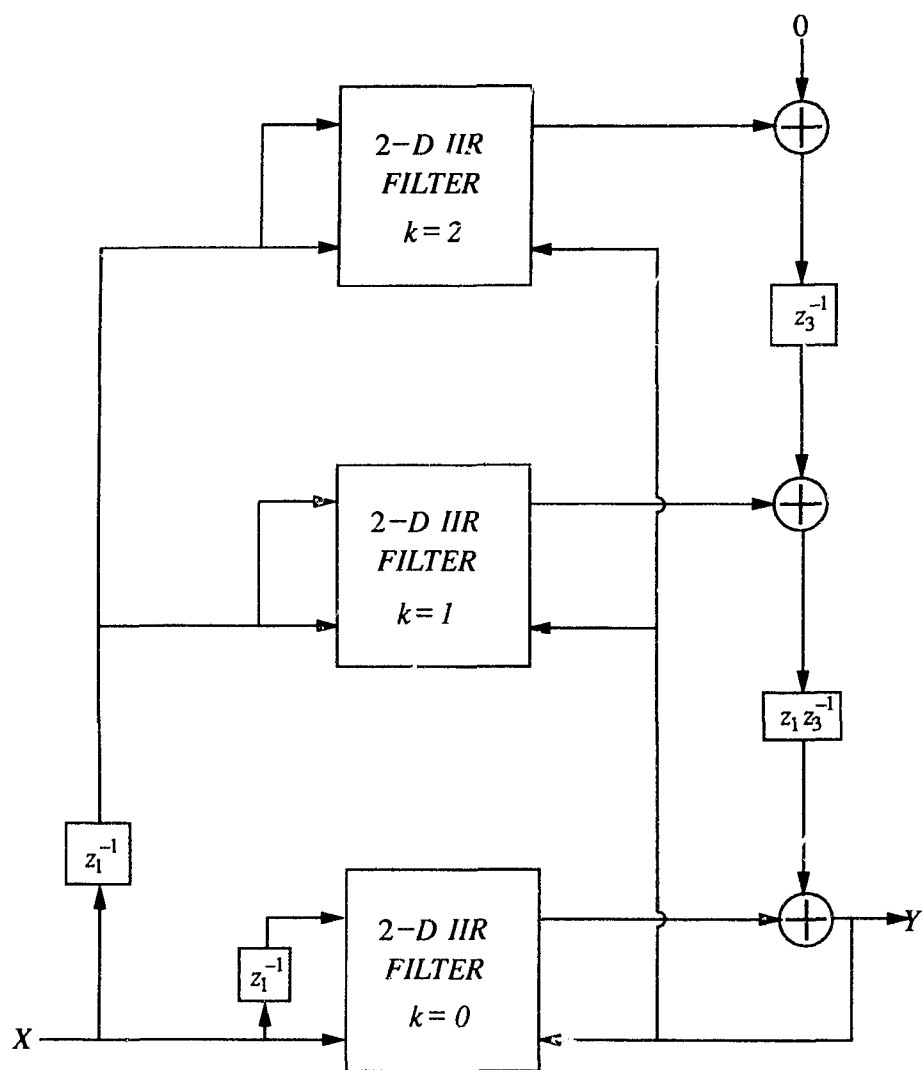 0
2-D IIR
FILTER
k = 2
z₃⁻¹
2-D IIR
FILTER
k = 1
z₁ z₃⁻¹
z₁⁻¹
2-D IIR
FILTER
k = 0
z₁⁻¹
X
Y